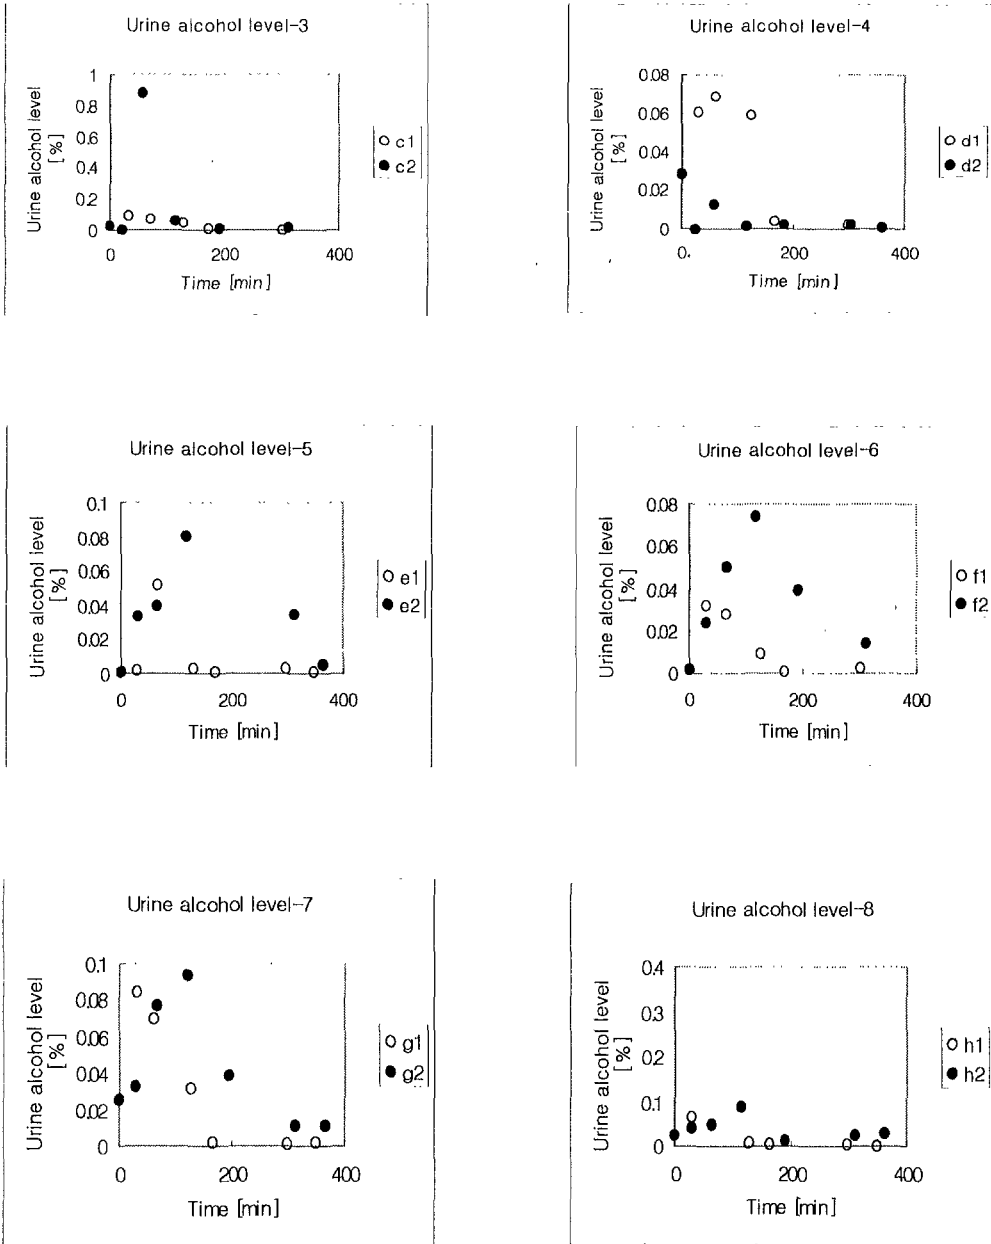 Urine alcohol level-3
Urine alcohol level
[%]
1
0.8
0.6
0.4
0.2
0
0
200
400
Time [min]
c1
c2
Urine alcohol level-4
Urine alcohol level
[%]
0.08
0.06
0.04
0.02
0
0.
200
400
Time [min]
d1
d2
Urine alcohol level-5
Urine alcohol level
[%]
0.1
0.08
0.06
0.04
0.02
0
0
200
400
Time [min]
e1
e2
Urine alcohol level-6
Urine alcohol level
[%]
0.08
0.06
0.04
0.02
0
0
200
400
Time [min]
f1
f2
Urine alcohol level-7
Urine alcohol level
[%]
0.1
0.08
0.06
0.04
0.02
0
0
200
400
Time [min]
g1
g2
Urine alcohol level-8
Urine alcohol level
[%]
0.4
0.3
0.2
0.1
0
0
200
400
Time [min]
h1
h2